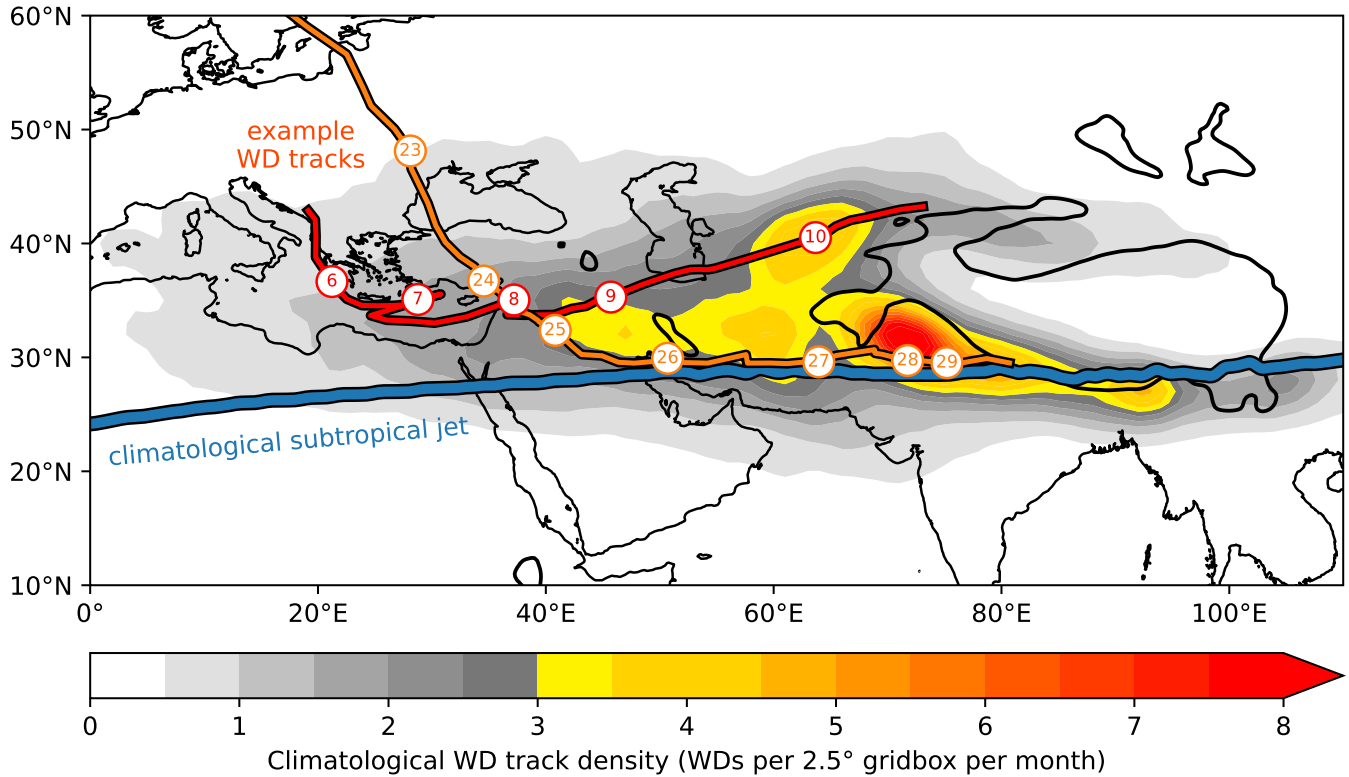 60°N
50°N
40°N
30°N
20°N
10°N
example
WD tracks
23
24
25
26
27
28
29
6
7
8
9
10
climatological subtropical jet
0°
20°E
40°E
60°E
80°E
100°E
0
1
2
3
4
5
6
7
8
Climatological WD track density (WDs per 2.5° gridbox per month)